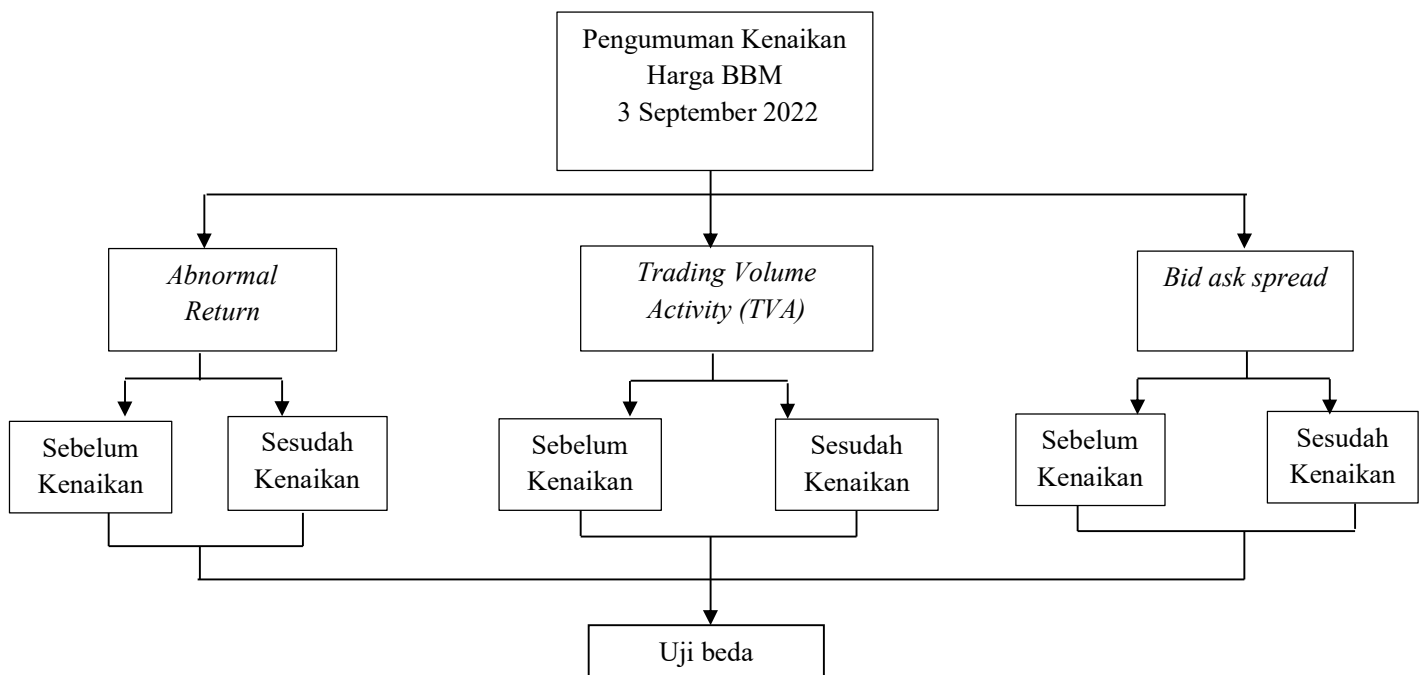 Pengumuman Kenaikan
Harga BBM
3 September 2022
Abnormal
Return
Trading Volume
Activity (TVA)
Bid ask spread
Sebelum
Kenaikan
Sesudah
Kenaikan
Sebelum
Kenaikan
Sesudah
Kenaikan
Sebelum
Kenaikan
Sesudah
Kenaikan
Uji beda